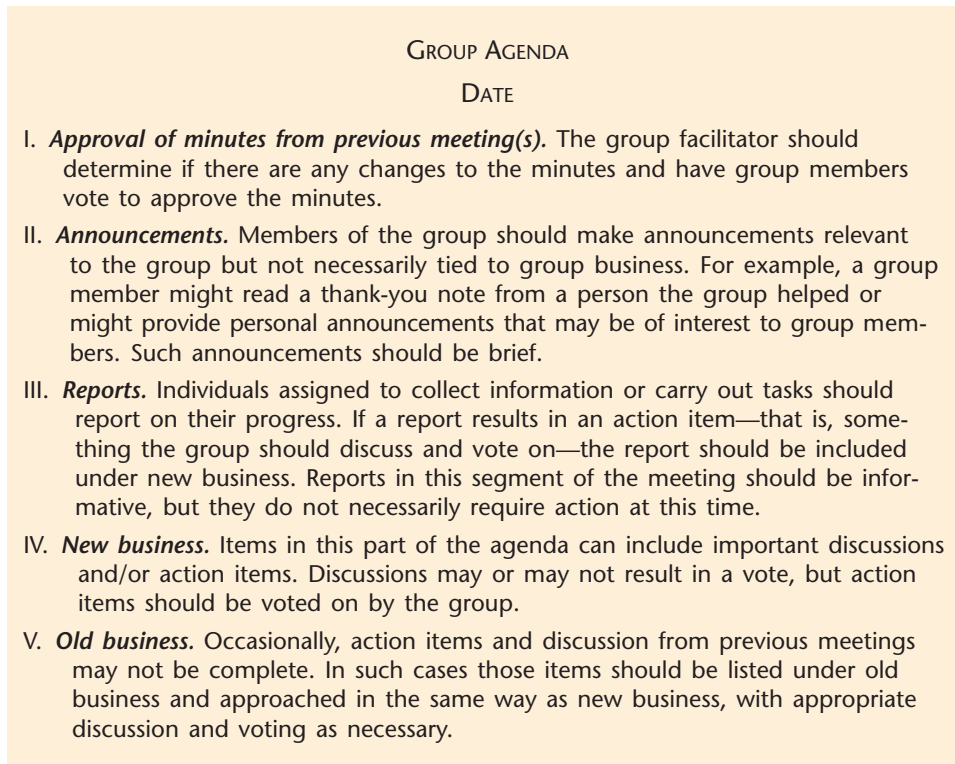 GROUP AGENDA
DATE
I. Approval of minutes from previous meeting(s). The group facilitator should
determine if there are any changes to the minutes and have group members
vote to approve the minutes.
II. Announcements. Members of the group should make announcements relevant
to the group but not necessarily tied to group business. For example, a group
member might read a thank-you note from a person the group helped or
might provide personal announcements that may be of interest to group mem-
bers. Such announcements should be brief.
III. Reports. Individuals assigned to collect information or carry out tasks should
report on their progress. If a report results in an action item—that is, some-
thing the group should discuss and vote on—the report should be included
under new business. Reports in this segment of the meeting should be infor-
mative, but they do not necessarily require action at this time.
IV. New business. Items in this part of the agenda can include important discussions
and/or action items. Discussions may or may not result in a vote, but action
items should be voted on by the group.
V. Old business. Occasionally, action items and discussion from previous meetings
may not be complete. In such cases those items should be listed under old
business and approached in the same way as new business, with appropriate
discussion and voting as necessary.